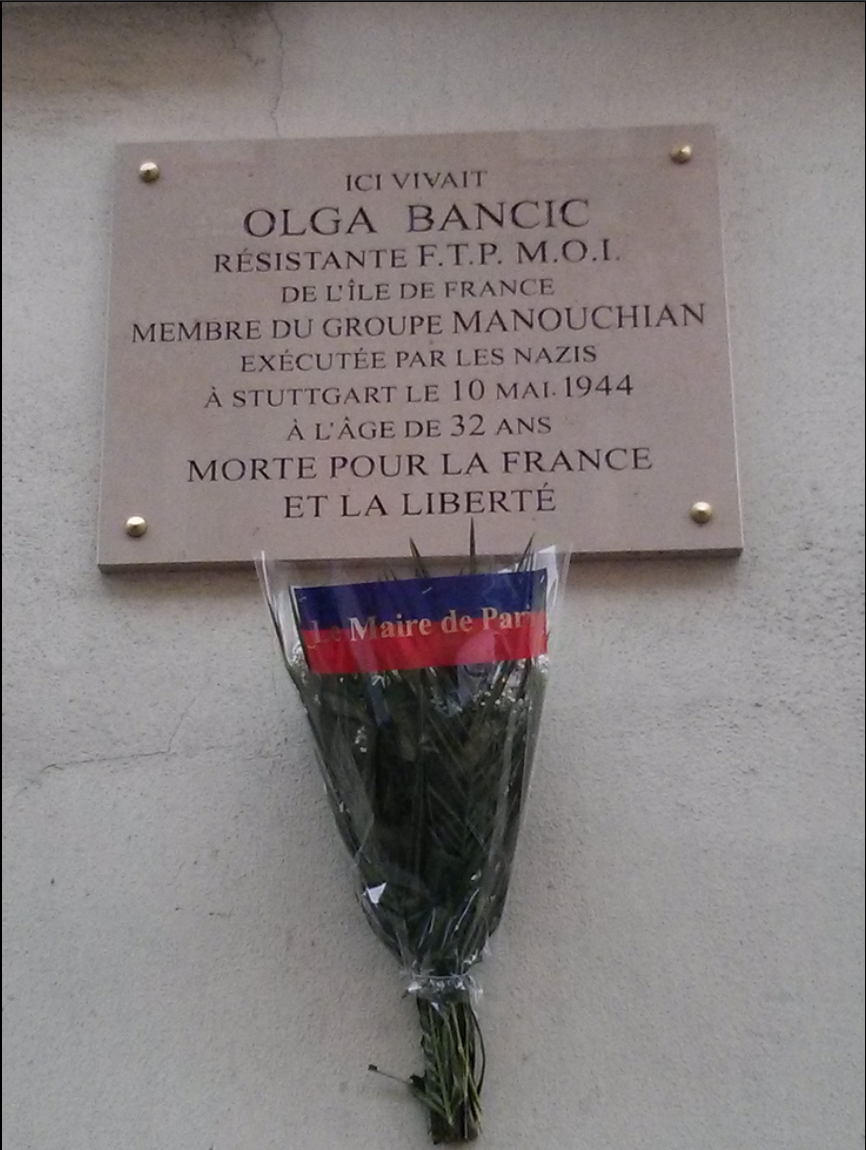 ICI VIVAIT
OLGA BANCIC
RÉSISTANTE F.T.P. M.O.I.
DE L'ÎLE DE FRANCE
MEMBRE DU GROUPE MANOUCHIAN
EXÉCUTÉE PAR LES NAZIS
À STUTTGART LE 10 MAI 1944
À L'ÂGE DE 32 ANS
MORTE POUR LA FRANCE
ET LA LIBERTÉ
Le Maire de Paris